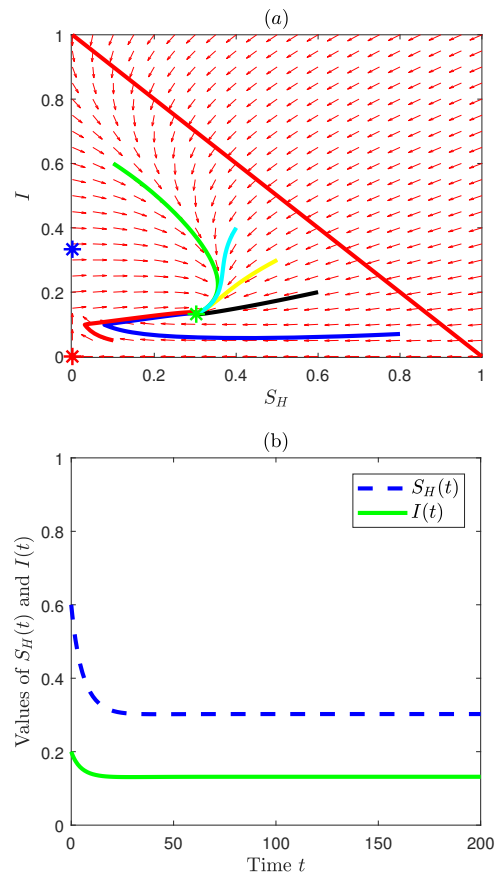 (a)
1
0.8
0.6
0.4
0.2
0
I
0 0.2 0.4 0.6 0.8 1
S_H
(b)
1
0.8
0.6
0.4
0.2
0
Values of S_H(t) and I(t)
S_H(t)
I(t)
0 50 100 150 200
Time t